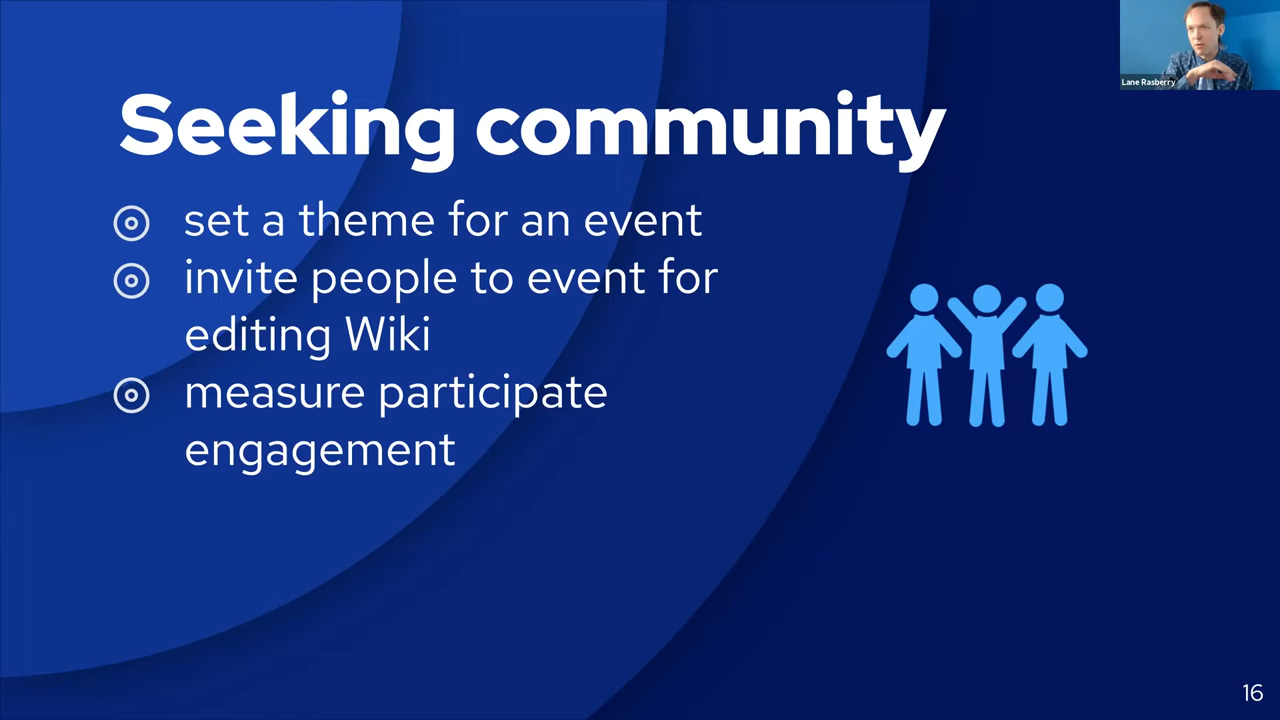 Lane Rasberry
Seeking community
set a theme for an event
invite people to event for
editing Wiki
measure participate
engagement
16